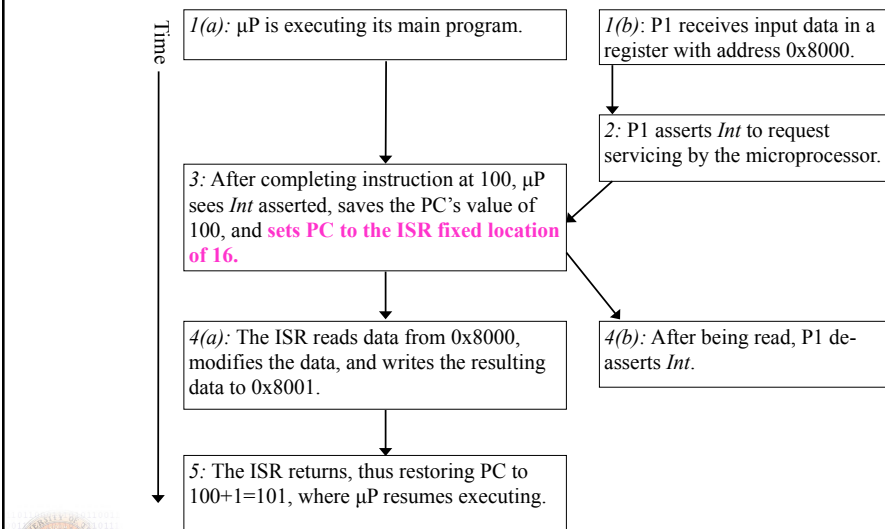 Time
1(a): μP is executing its main program.
1(b): P1 receives input data in a
register with address 0x8000.
2: P1 asserts Int to request
servicing by the microprocessor.
3: After completing instruction at 100, μP
sees Int asserted, saves the PC's value of
100, and sets PC to the ISR fixed location
of 16.
4(a): The ISR reads data from 0x8000,
modifies the data, and writes the resulting
data to 0x8001.
4(b): After being read, P1 de-
asserts Int.
5: The ISR returns, thus restoring PC to
100+1=101, where μP resumes executing.